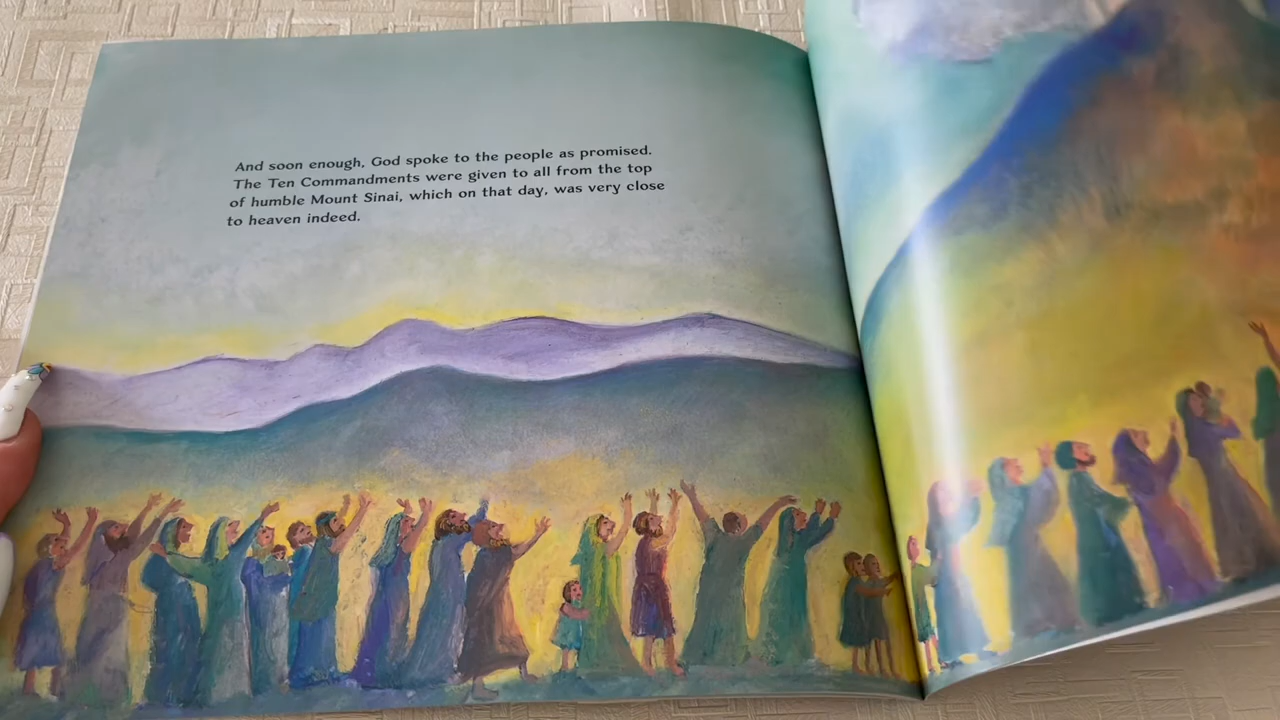 And soon enough, God spoke to the people as promised.
The Ten Commandments were given to all from the top
of humble Mount Sinai, which on that day, was very close
to heaven indeed.